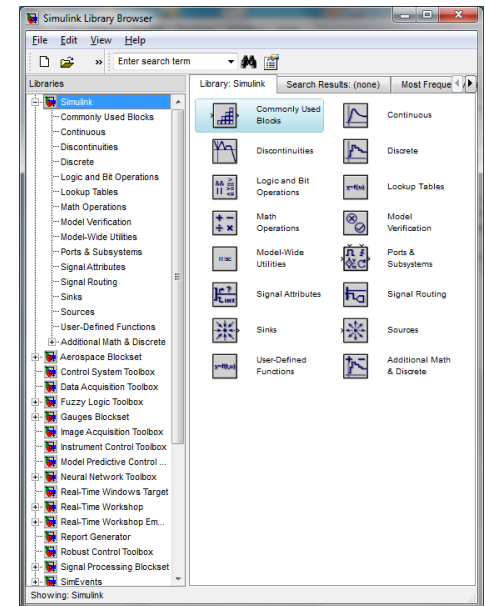 Simulink Library Browser
File Edit View Help
» Enter search term
Libraries
Library: Simulink Search Results: (none) Most Freque
Simulink
Commonly Used Blocks
Continuous
Discontinuities
Discrete
Logic and Bit Operations
Lookup Tables
Math Operations
Model Verification
Model-Wide Utilities
Ports & Subsystems
Signal Attributes
Signal Routing
Sinks
Sources
User-Defined Functions
Additional Math & Discrete
Aerospace Blockset
Control System Toolbox
Data Acquisition Toolbox
Fuzzy Logic Toolbox
Gauges Blockset
Image Acquisition Toolbox
Instrument Control Toolbox
Model Predictive Control ...
Neural Network Toolbox
Real-Time Windows Target
Real-Time Workshop
Real-Time Workshop Em...
Report Generator
Robust Control Toolbox
Signal Processing Blockset
SimEvents
Commonly Used
Blocks
Continuous
Discontinuities
Discrete
Logic and Bit
Operations
y=f(u)
Lookup Tables
Math
Operations
Model
Verification
Model-Wide
Utilities
Ports &
Subsystems
Signal Attributes
Signal Routing
Sinks
Sources
y=f(u)
User-Defined
Functions
Additional Math
& Discrete
Showing: Simulink